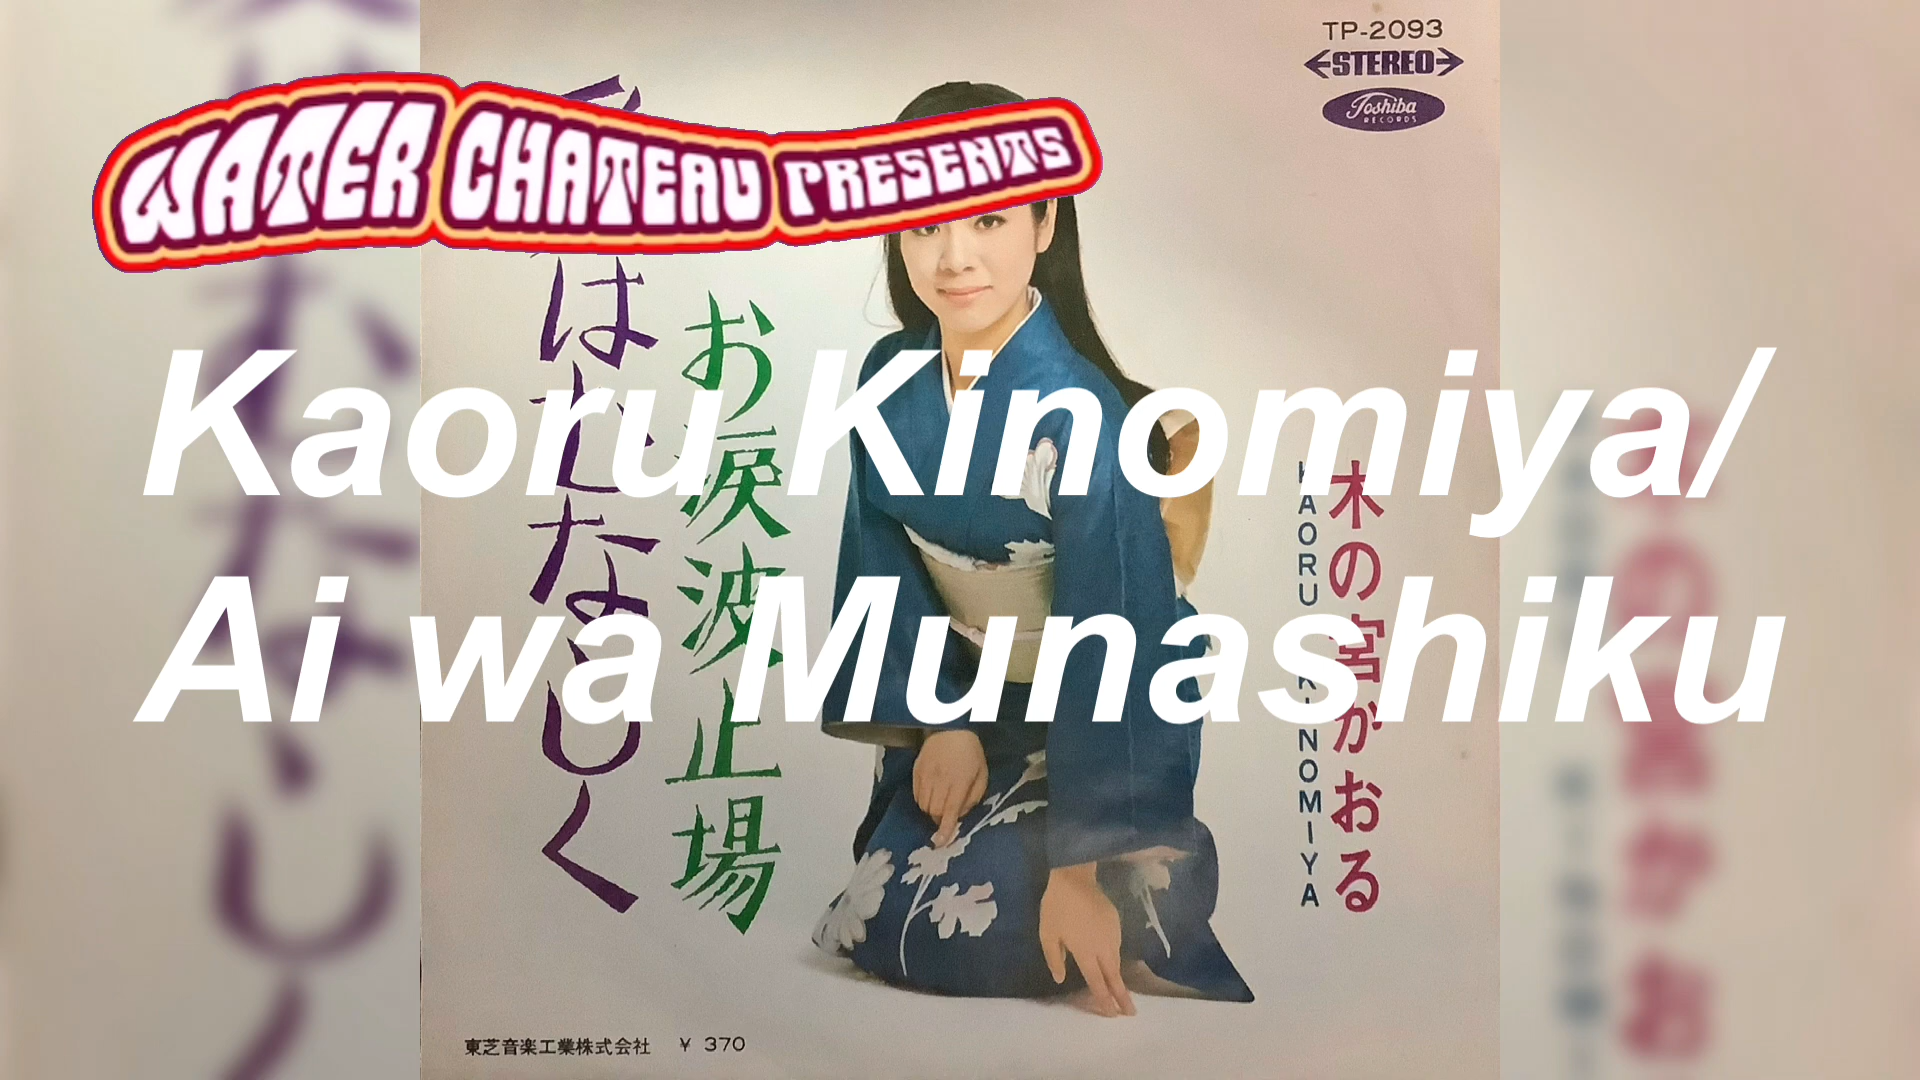 WATER CHATEAU PRESENTS
TP-2093
STEREO
Toshiba
RECORDS
Kaoru Kinomiya/
Ai wa Munashiku
木の宮かおる
KAORU KINOMIYA
お涙波止場
はむなしく
東芝音楽工業株式会社 ¥ 370